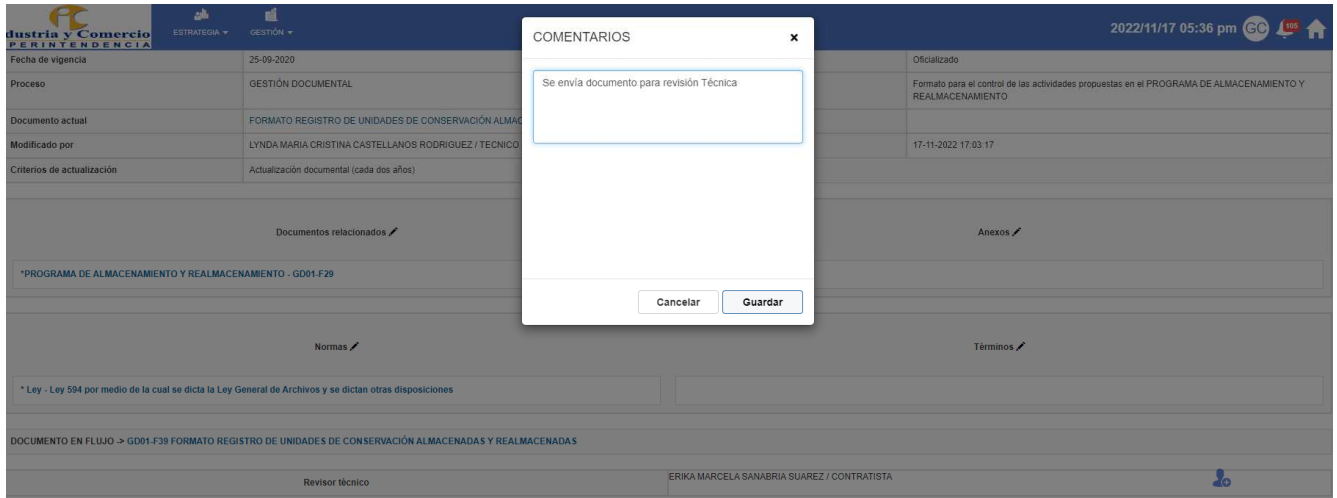 dustria y Comercio
PERINTENDENCIA
ESTRATEGIA
GESTIÓN
2022/11/17 05:36 pm GC 105
COMENTARIOS x
Se envía documento para revisión Técnica
Cancelar Guardar
Fecha de vigencia 25-09-2020 Oficializado
Proceso GESTIÓN DOCUMENTAL Formato para el control de las actividades propuestas en el PROGRAMA DE ALMACENAMIENTO Y
REALMACENAMIENTO
Documento actual FORMATO REGISTRO DE UNIDADES DE CONSERVACIÓN ALMAC
Modificado por LYNDA MARIA CRISTINA CASTELLANOS RODRIGUEZ / TECNICO 17-11-2022 17:03:17
Criterios de actualización Actualización documental (cada dos años)
Documentos relacionados Anexos
*PROGRAMA DE ALMACENAMIENTO Y REALMACENAMIENTO - GD01-F29
Normas Términos
* Ley - Ley 594 por medio de la cual se dicta la Ley General de Archivos y se dictan otras disposiciones
DOCUMENTO EN FLUJO -> GD01-F39 FORMATO REGISTRO DE UNIDADES DE CONSERVACIÓN ALMACENADAS Y REALMACENADAS
Revisor técnico ERIKA MARCELA SANABRIA SUAREZ / CONTRATISTA